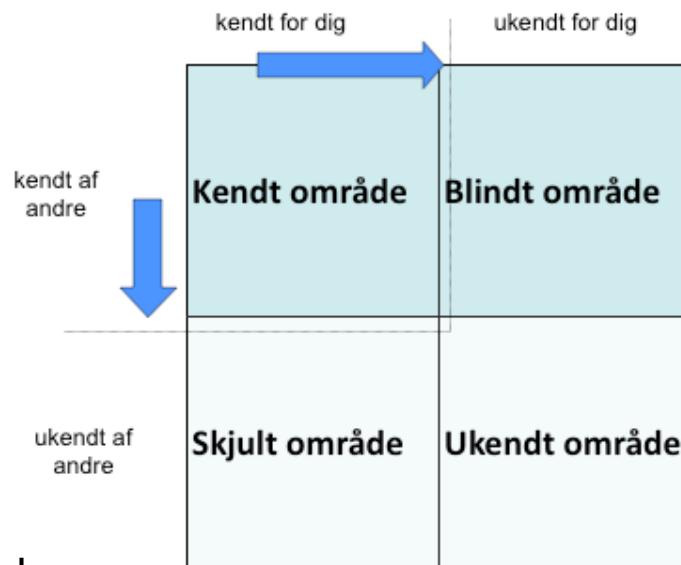 kendt for dig
ukendt for dig
kendt af
andre
Kendt område
Blindt område
ukendt af
andre
Skjult område
Ukendt område